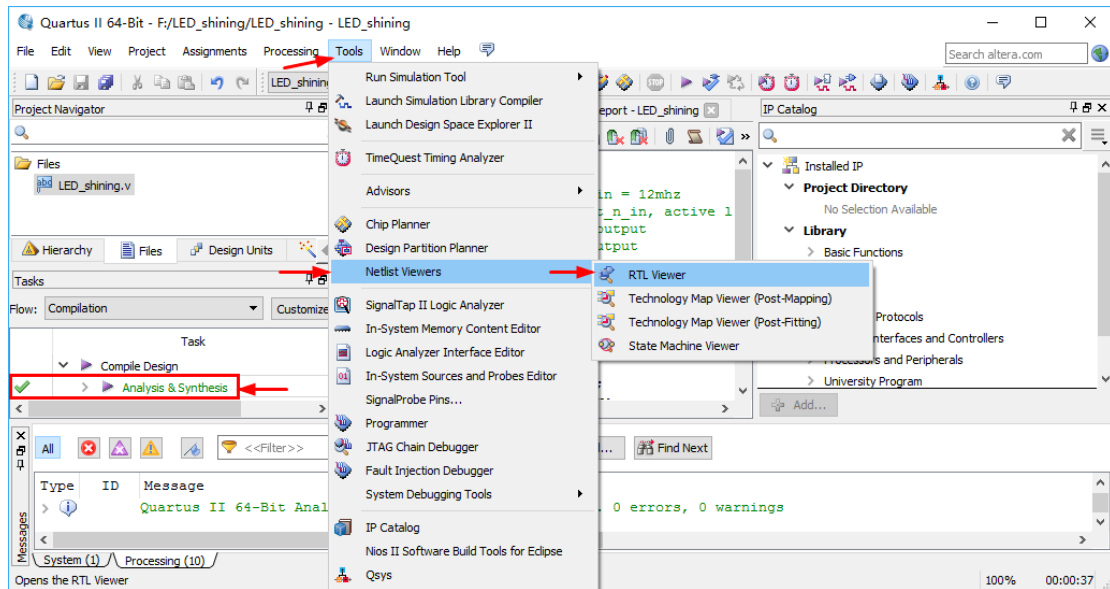 Quartus II 64-Bit - F:/LED_shining/LED_shining - LED_shining
File Edit View Project Assignments Processing Tools Window Help
Search altera.com
LED_shining
Project Navigator
Files
LED_shining.v
Hierarchy Files Design Units
Tasks
Flow: Compilation Customize
Task
Compile Design
Analysis & Synthesis
Run Simulation Tool
Launch Simulation Library Compiler
Launch Design Space Explorer II
TimeQuest Timing Analyzer
Advisors
Chip Planner
Design Partition Planner
Netlist Viewers
SignalTap II Logic Analyzer
In-System Memory Content Editor
Logic Analyzer Interface Editor
In-System Sources and Probes Editor
SignalProbe Pins...
Programmer
JTAG Chain Debugger
Fault Injection Debugger
System Debugging Tools
IP Catalog
Nios II Software Build Tools for Eclipse
Qsys
RTL Viewer
Technology Map Viewer (Post-Mapping)
Technology Map Viewer (Post-Fitting)
State Machine Viewer
eport - LED_shining
in = 12mhz
t_n_in, active l
output
utput
IP Catalog
Installed IP
Project Directory
No Selection Available
Library
Basic Functions
Protocols
nterfaces and Controllers
Processors and Peripherals
University Program
Add...
All <<Filter>> Find Next
Type ID Message
Quartus II 64-Bit Anal . 0 errors, 0 warnings
Messages
System (1) Processing (10)
Opens the RTL Viewer 100% 00:00:37